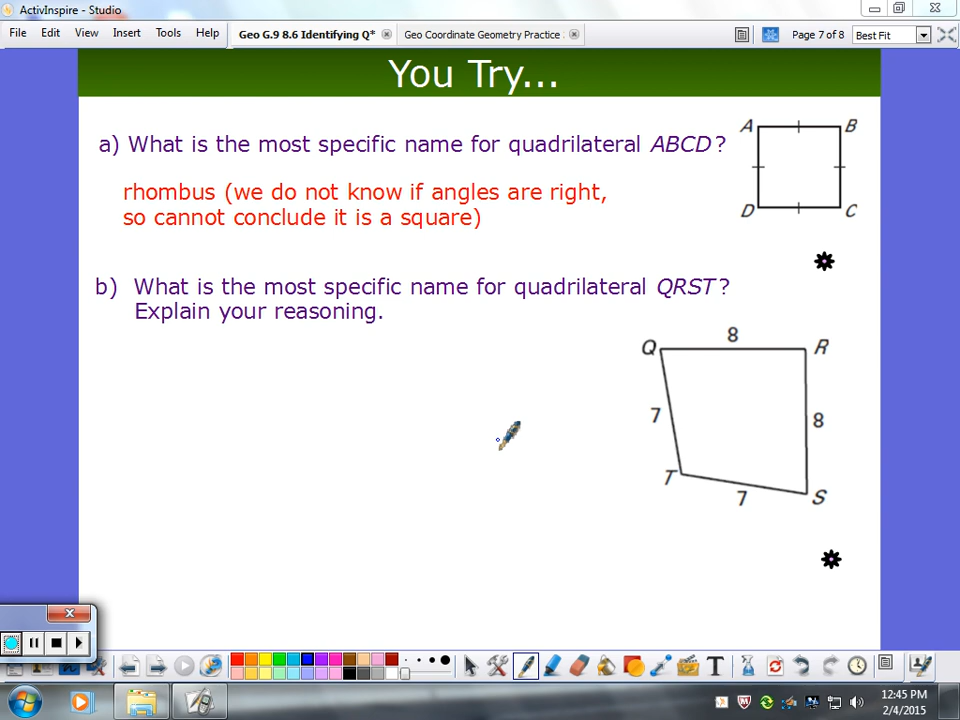 ActivInspire - Studio
File Edit View Insert Tools Help
Geo G.9 8.6 Identifying Q*
Geo Coordinate Geometry Practice
Page 7 of 8
Best Fit
You Try...
a) What is the most specific name for quadrilateral ABCD?
rhombus (we do not know if angles are right,
so cannot conclude it is a square)
A B
D C
b) What is the most specific name for quadrilateral QRST?
Explain your reasoning.
8
Q R
7 8
T
7 S
12:45 PM
2/4/2015